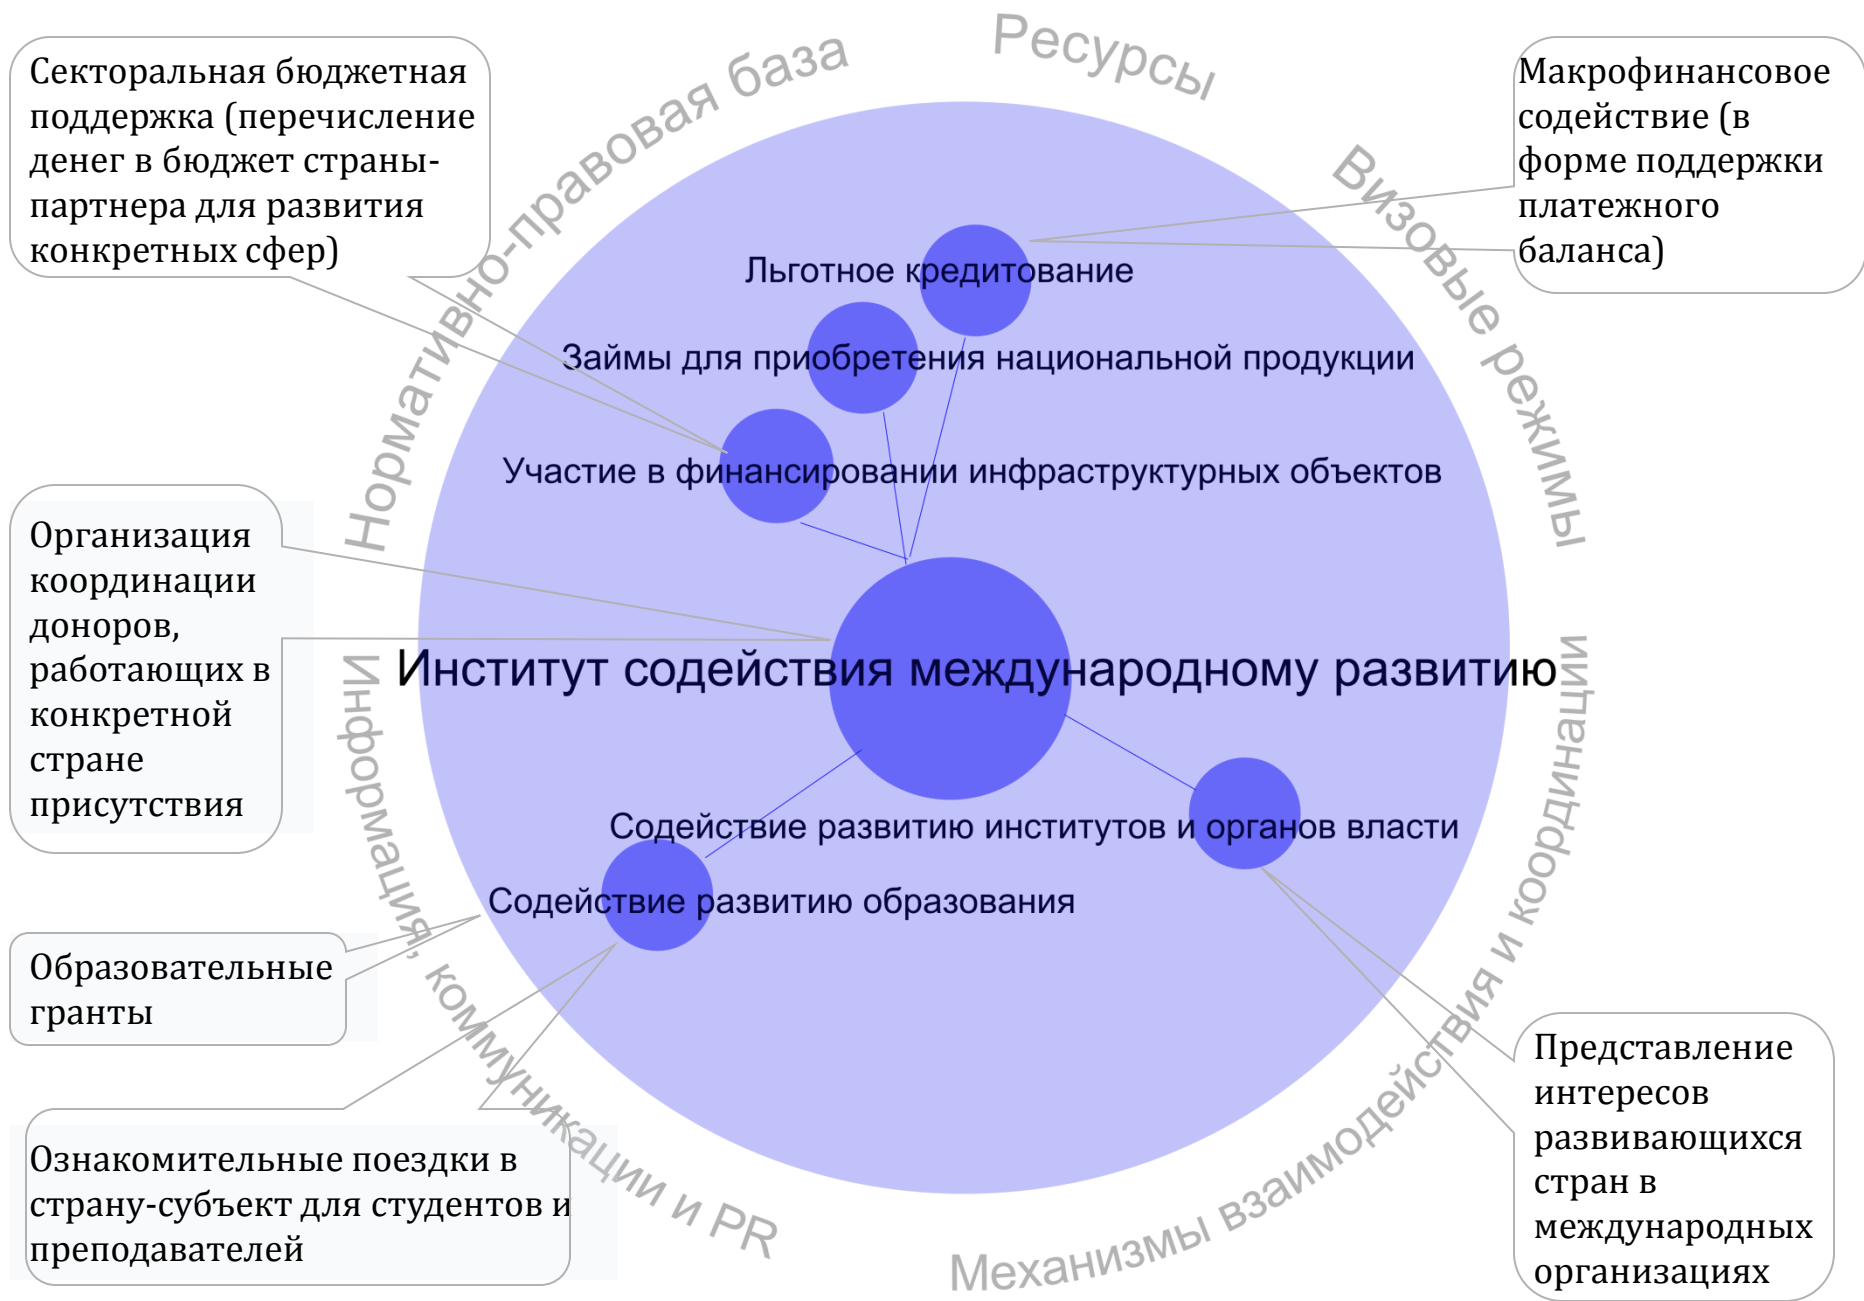 Нормативно-правовая база
Ресурсы
Визовые режимы
Секторальная бюджетная
поддержка (перечисление
денег в бюджет страны-
партнера для развития
конкретных сфер)
Макрофинансовое
содействие (в
форме поддержки
платежного
баланса)
Льготное кредитование
Займы для приобретения национальной продукции
Участие в финансировании инфраструктурных объектов
Организация
координации
доноров,
работающих в
конкретной
стране
присутствия
Институт содействия международному развитию
Содействие развитию институтов и органов власти
Содействие развитию образования
Образовательные
гранты
Ознакомительные поездки в
страну-субъект для студентов и
преподавателей
Представление
интересов
развивающихся
стран в
международных
организациях
Информация, коммуникации и PR
Механизмы взаимодействия и координации